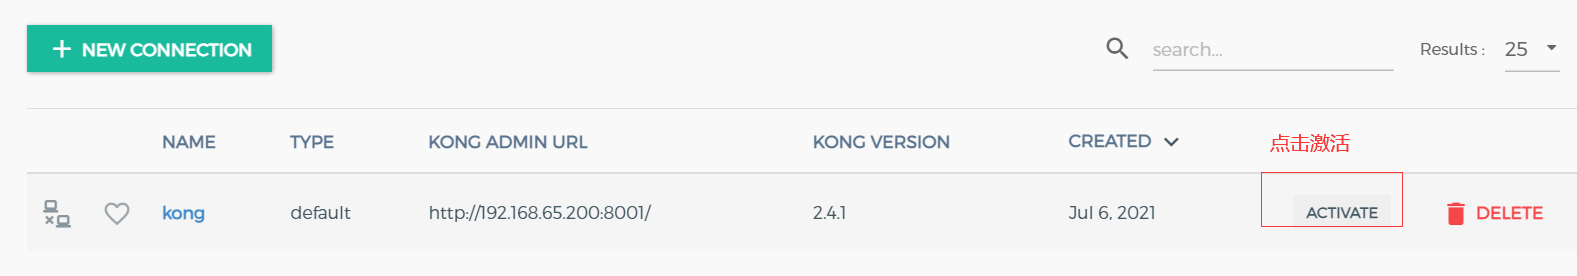 + NEW CONNECTION
search...
Results :
25
NAME
TYPE
KONG ADMIN URL
KONG VERSION
CREATED
点击激活
kong
default
http://192.168.65.200:8001/
2.4.1
Jul 6, 2021
ACTIVATE
DELETE